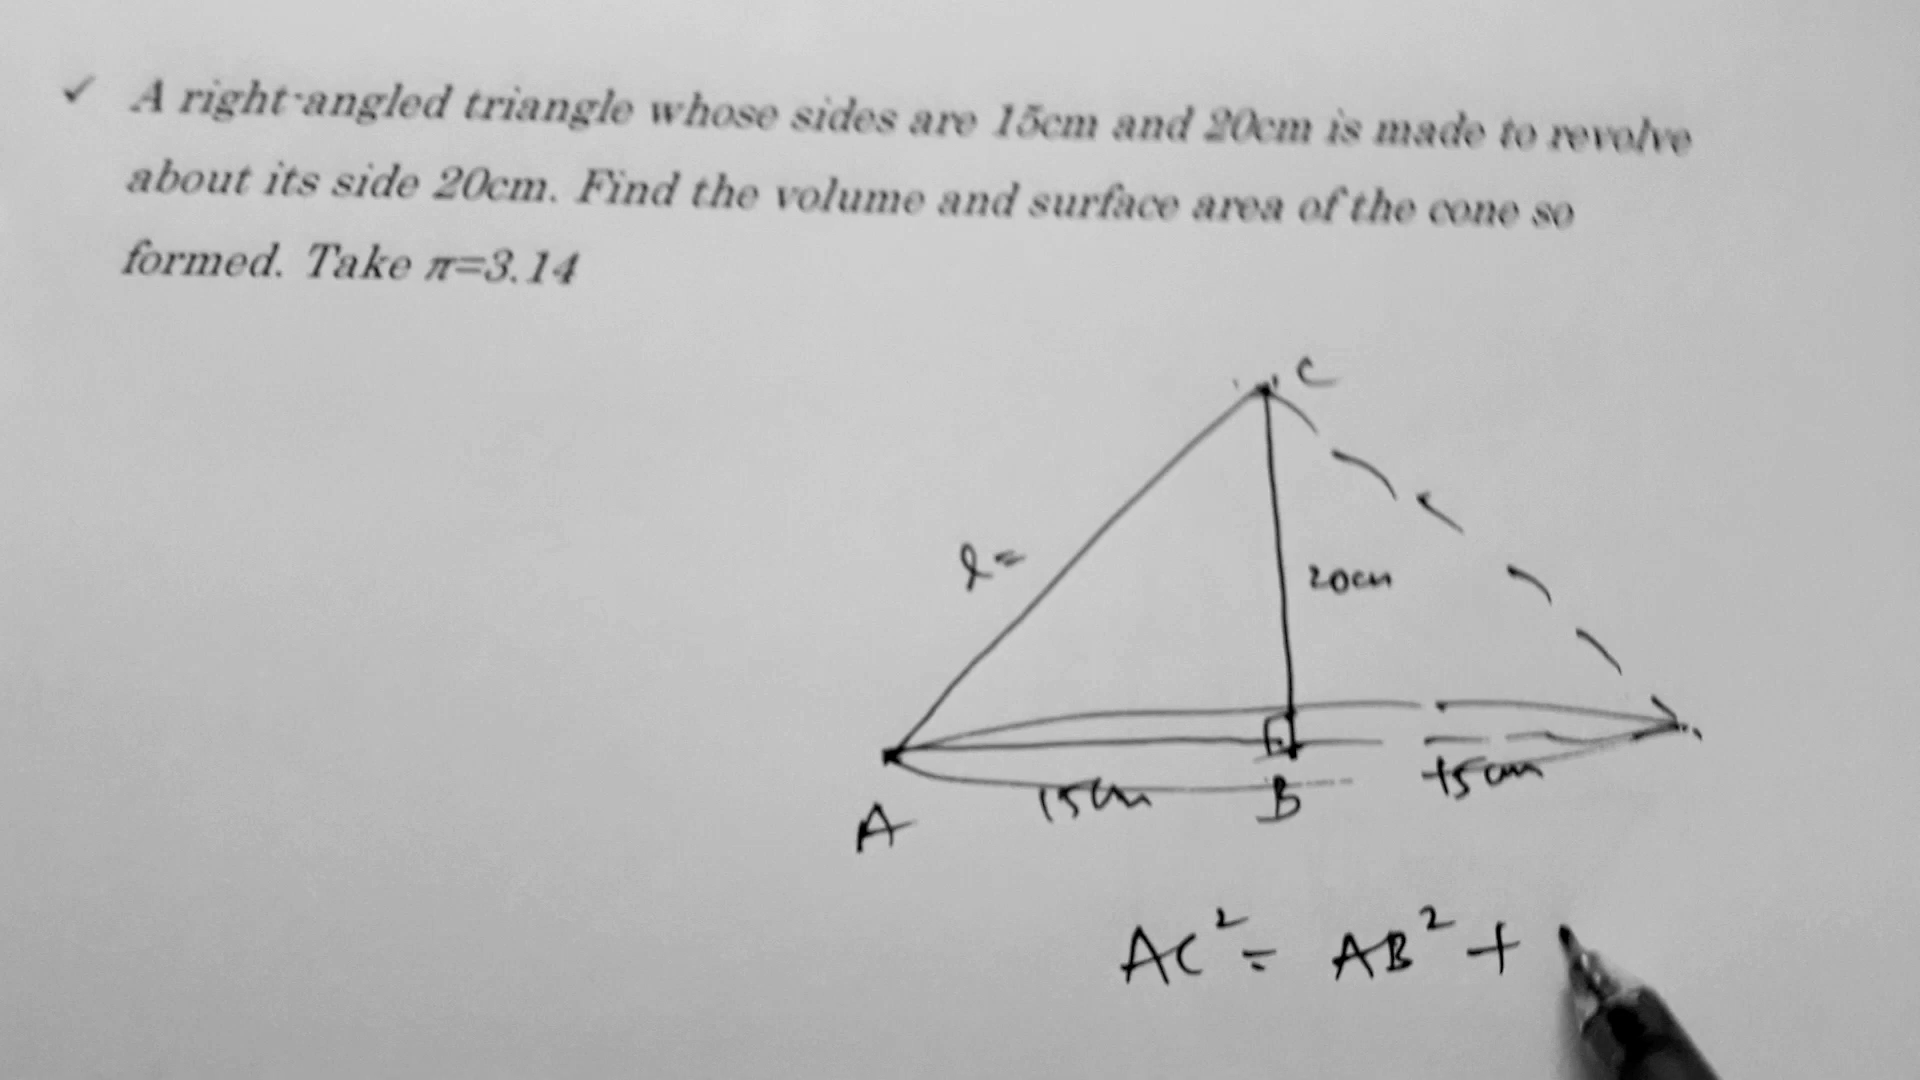 ✓ A right-angled triangle whose sides are 15cm and 20cm is made to revolve
about its side 20cm. Find the volume and surface area of the cone so
formed. Take π=3.14
C
l =
20cm
15cm B 15cm
A
AC² = AB² +